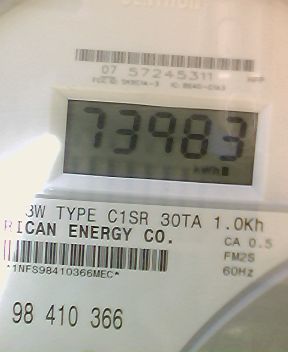 07 57245311
73983
kWh
3W TYPE C1SR 30TA 1.0Kh
RICAN ENERGY CO.
CA 0.5
FM2S
60Hz
*1NFS98410366MEC*
98 410 366